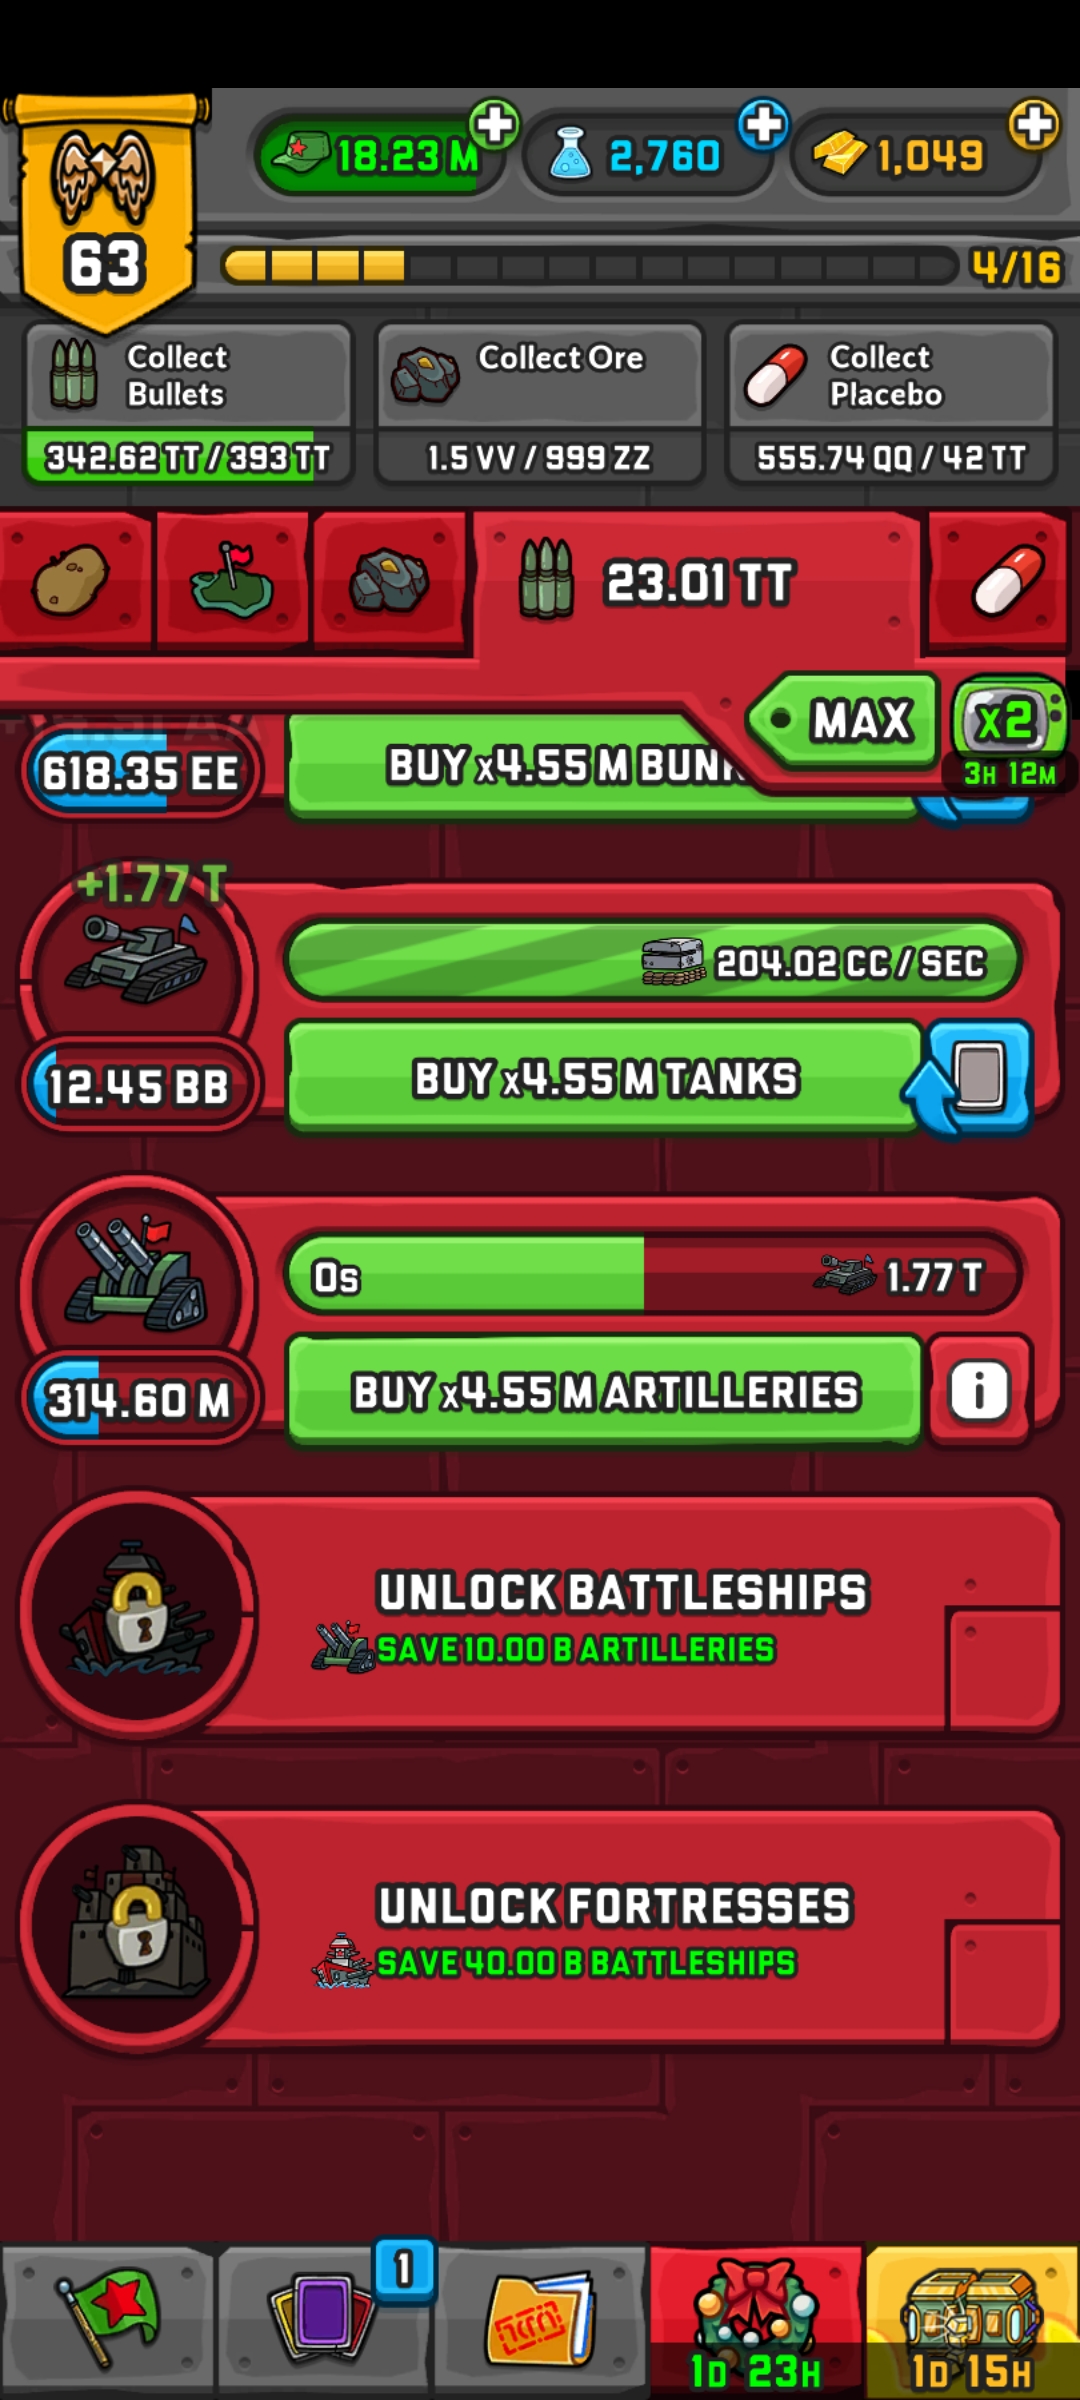 18.23 M
2,760
1,049
63
4/16
Collect
Bullets
342.62 TT / 393 TT
Collect Ore
1.5 VV / 999 ZZ
Collect
Placebo
555.74 QQ / 42 TT
23.01 TT
MAX
x2
3H 12M
618.35 EE
BUY x4.55 M
+1.77 T
204.02 CC / SEC
12.45 BB
BUY x4.55 M TANKS
0s
1.77 T
314.60 M
BUY x4.55 M ARTILLERIES
i
UNLOCK BATTLESHIPS
SAVE 10.00 B ARTILLERIES
UNLOCK FORTRESSES
SAVE 40.00 B BATTLESHIPS
1
1D 23H
1D 15H